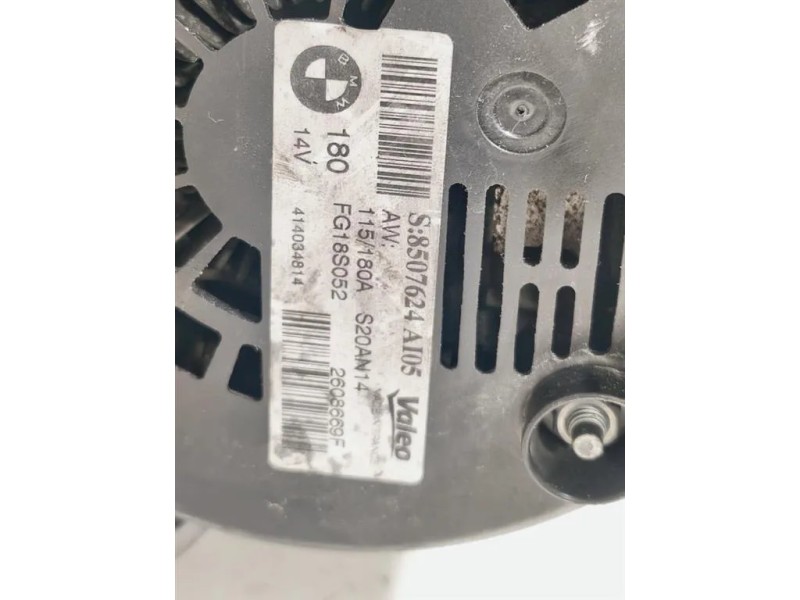 BMW
180
14V
S:8507624 AI05
AW:
115/180A S20AN14
FG18S052
414034814
2608669F
Valeo